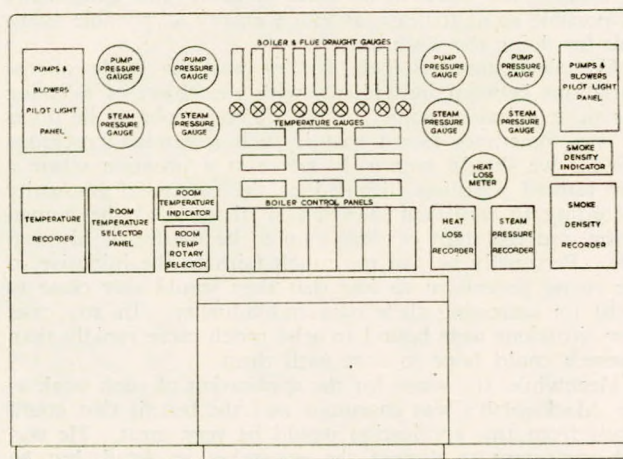 BOILER & FLUE DRAUGHT GAUGES
PUMPS &
BLOWERS
PILOT LIGHT
PANEL
PUMP
PRESSURE
GAUGE
PUMP
PRESSURE
GAUGE
PUMP
PRESSURE
GAUGE
PUMP
PRESSURE
GAUGE
PUMPS &
BLOWERS
PILOT LIGHT
PANEL
STEAM
PRESSURE
GAUGE
STEAM
PRESSURE
GAUGE
TEMPERATURE GAUGES
STEAM
PRESSURE
GAUGE
STEAM
PRESSURE
GAUGE
SMOKE
DENSITY
INDICATOR
HEAT
LOSS
METER
TEMPERATURE
RECORDER
ROOM
TEMPERATURE
SELECTOR
PANEL
ROOM
TEMPERATURE
INDICATOR
ROOM
TEMP
ROTARY
SELECTOR
BOILER CONTROL PANELS
HEAT
LOSS
RECORDER
STEAM
PRESSURE
RECORDER
SMOKE
DENSITY
RECORDER